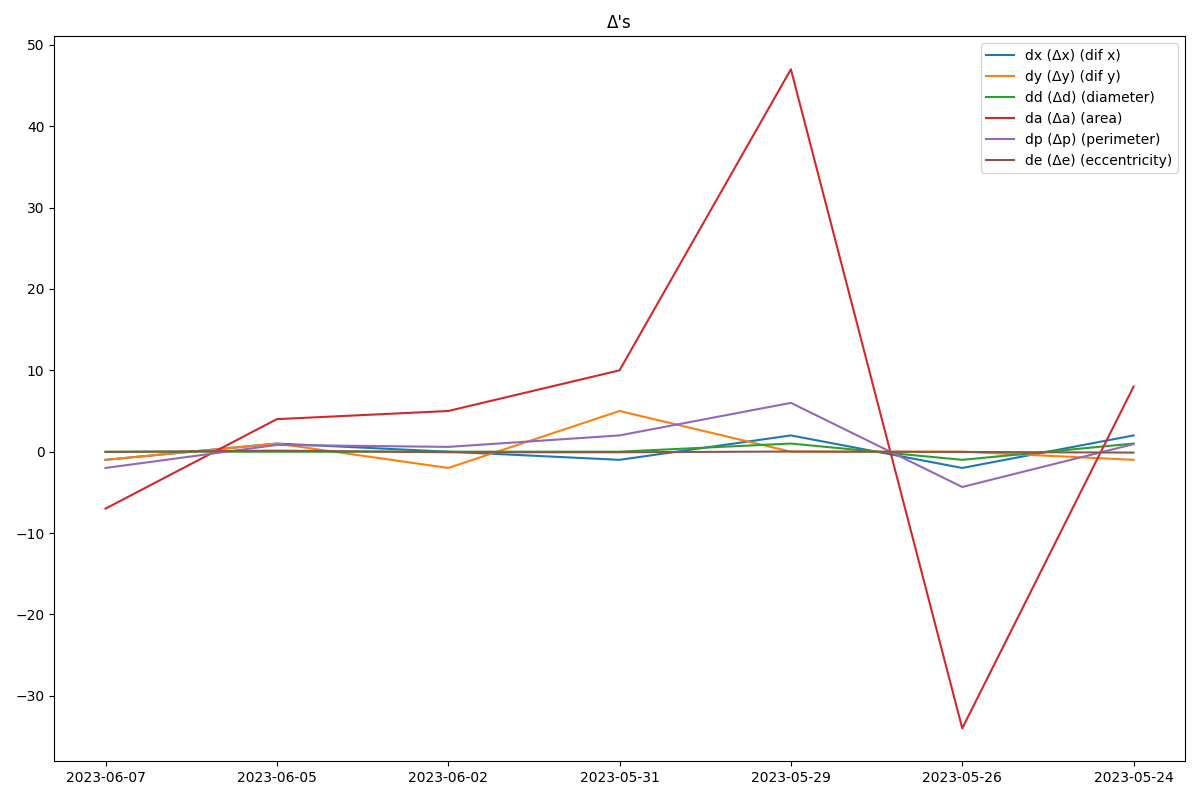 Δ's
50
40
30
20
10
0
−10
−20
−30
dx (Δx) (dif x)
dy (Δy) (dif y)
dd (Δd) (diameter)
da (Δa) (area)
dp (Δp) (perimeter)
de (Δe) (eccentricity)
2023-06-07 2023-06-05 2023-06-02 2023-05-31 2023-05-29 2023-05-26 2023-05-24